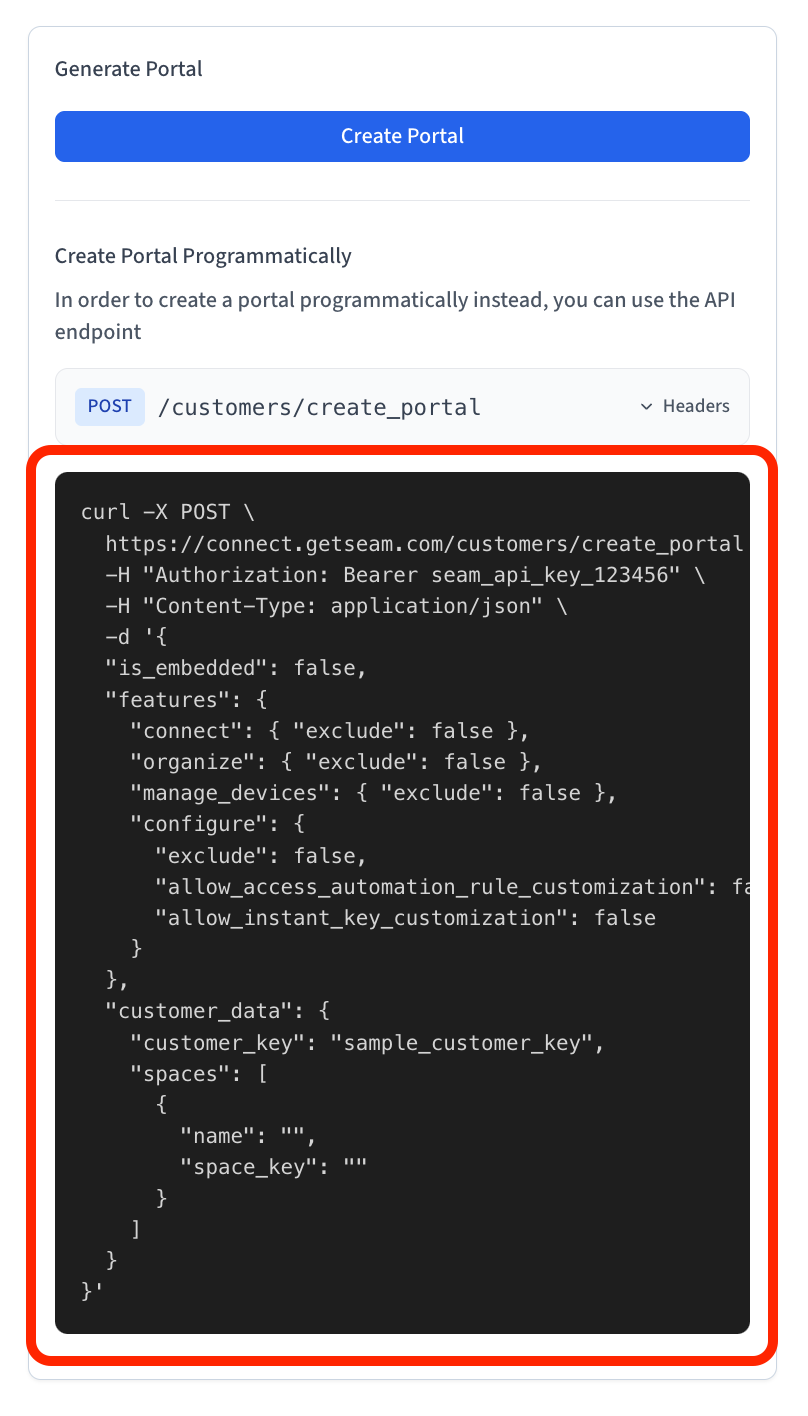 Generate Portal
Create Portal
Create Portal Programmatically
In order to create a portal programmatically instead, you can use the API
endpoint
POST /customers/create_portal Headers
curl -X POST \
  https://connect.getseam.com/customers/create_portal
  -H "Authorization: Bearer seam_api_key_123456" \
  -H "Content-Type: application/json" \
  -d '{
  "is_embedded": false,
  "features": {
    "connect": { "exclude": false },
    "organize": { "exclude": false },
    "manage_devices": { "exclude": false },
    "configure": {
      "exclude": false,
      "allow_access_automation_rule_customization": fa
      "allow_instant_key_customization": false
    }
  },
  "customer_data": {
    "customer_key": "sample_customer_key",
    "spaces": [
      {
        "name": "",
        "space_key": ""
      }
    ]
  }
}'